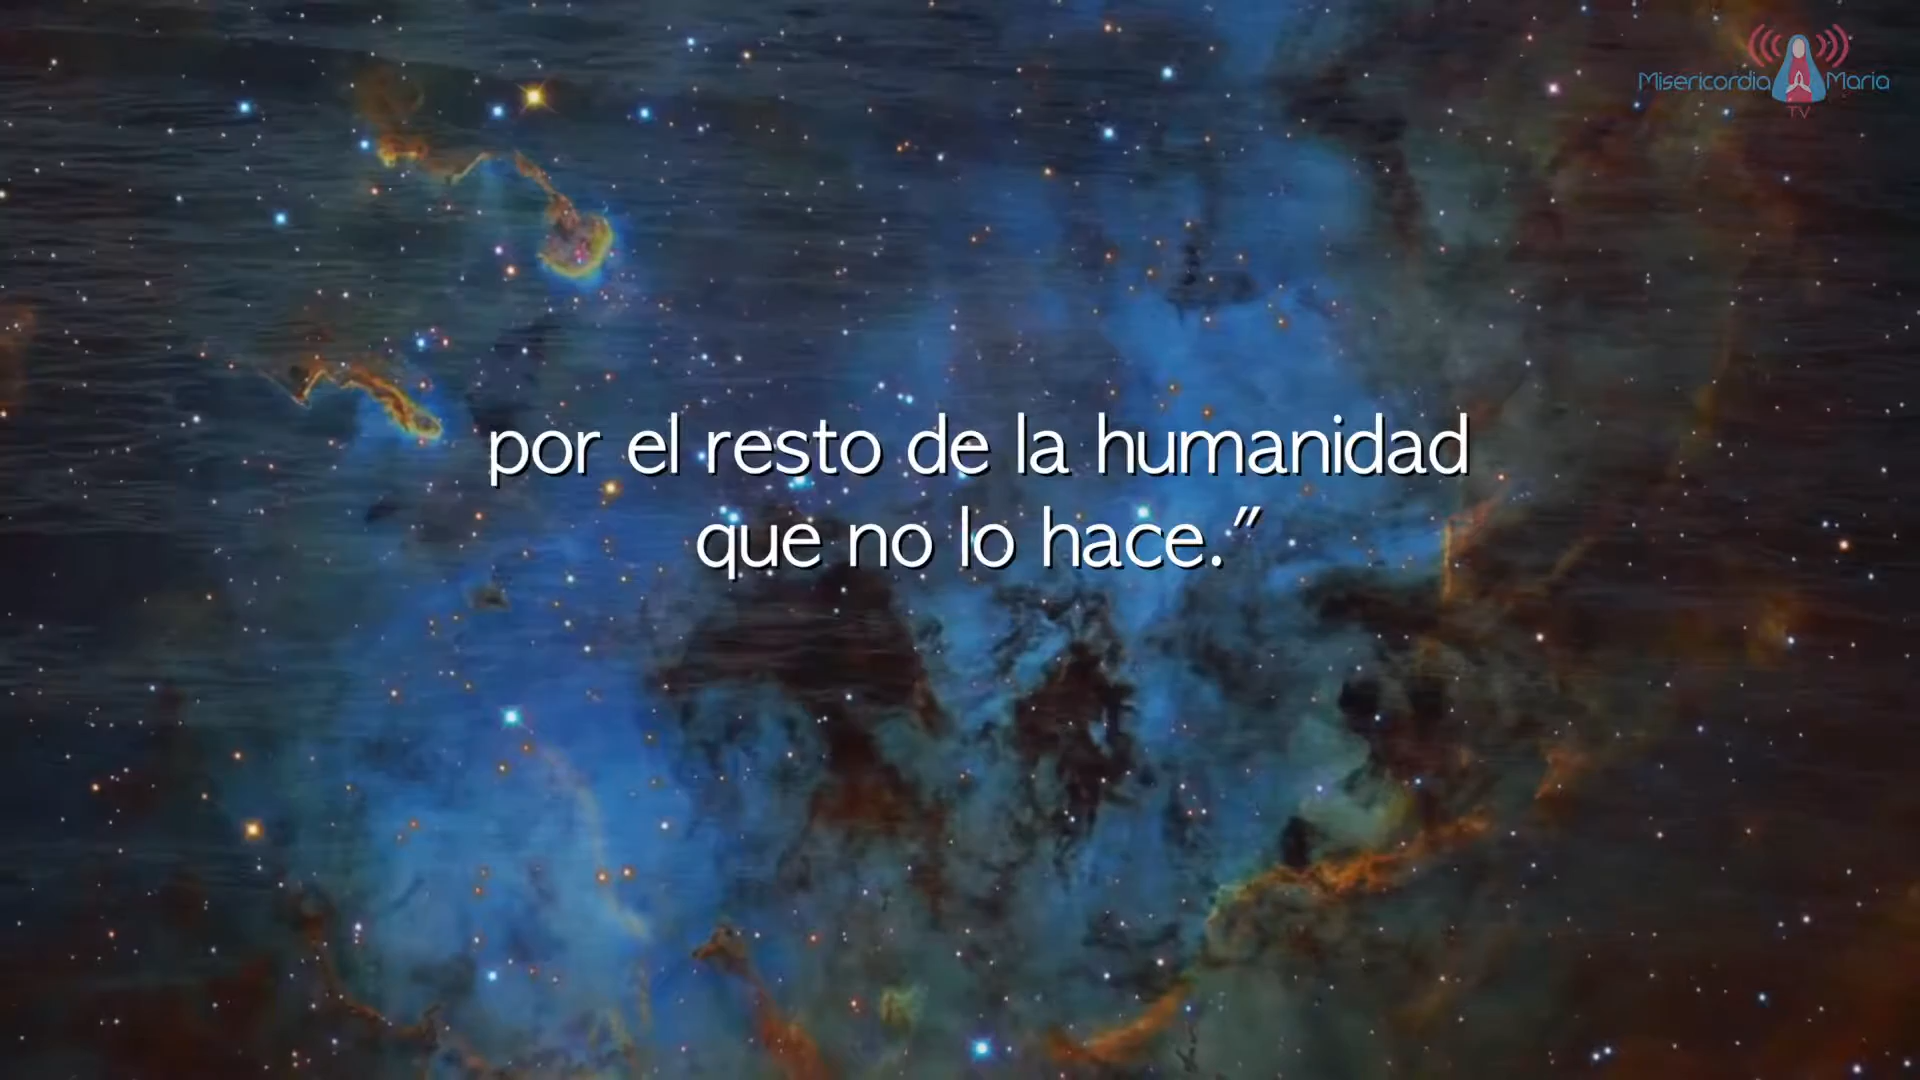 Misericordia Maria
TV
por el resto de la humanidad
que no lo hace.”